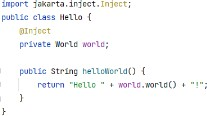 import jakarta.inject.Inject;
public class Hello {
@Inject
private World world;
public String helloWorld() {
return "Hello " + world.world() + "!";
}
}